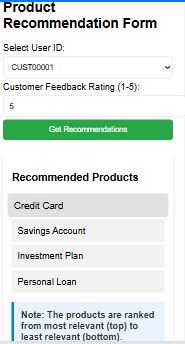 Product
Recommendation Form
Select User ID:
CUST00001
Customer Feedback Rating (1-5):
5
Get Recommendations
Recommended Products
Credit Card
Savings Account
Investment Plan
Personal Loan
Note: The products are ranked
from most relevant (top) to
least relevant (bottom).